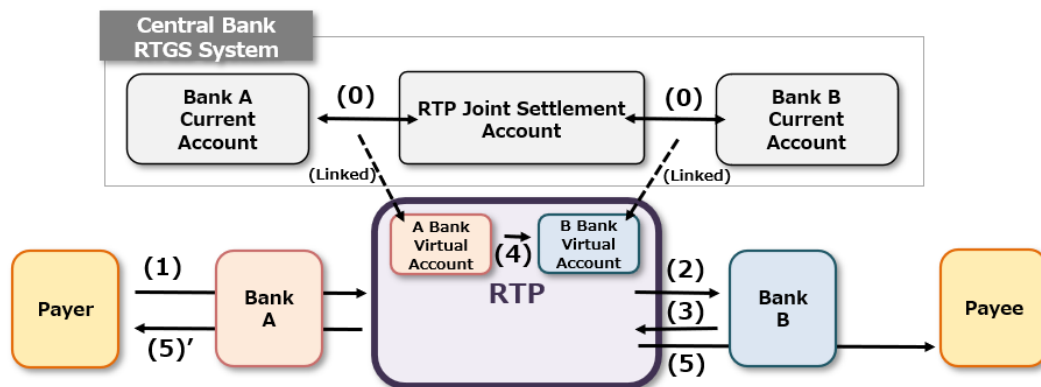 Central Bank
RTGS System
Bank A
Current
Account
(0)
RTP Joint Settlement
Account
(0)
Bank B
Current
Account
(Linked)
(Linked)
A Bank
Virtual
Account
(4)
B Bank
Virtual
Account
RTP
Payer
(1)
(5)’
Bank
A
(2)
(3)
(5)
Bank
B
Payee